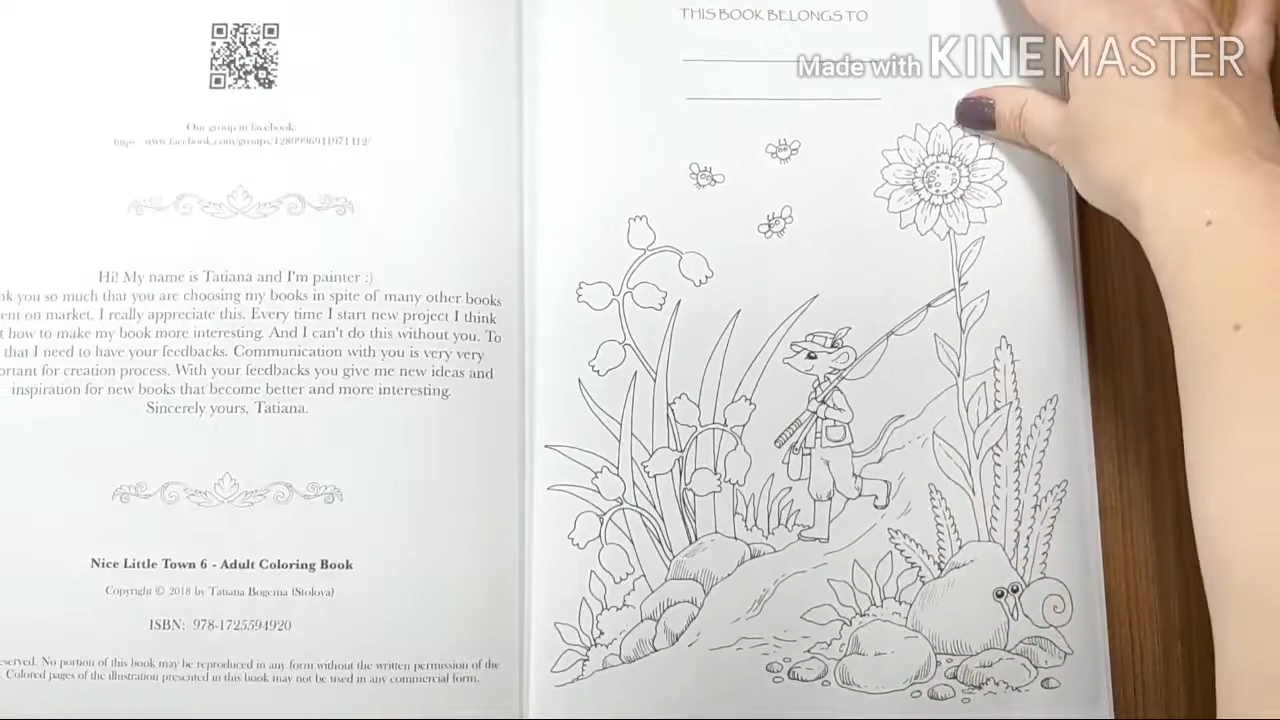 Our group in facebook:
Hi! My name is Tatiana and I'm painter :)
you so much that you are choosing my books in spite of many other books
on market. I really appreciate this. Every time I start new project I think
how to make my book more interesting. And I can't do this without you. To
that I need to have your feedbacks. Communication with you is very very
for creation process. With your feedbacks you give me new ideas and
inspiration for new books that become better and more interesting.
Sincerely yours, Tatiana.
Nice Little Town 6 - Adult Coloring Book
Copyright © 2018 by Tatiana Bogema (Stolova)
ISBN: 978-1725594920
No portion of this book may be reproduced in any form without the written permission of the
Colored pages of the illustration presented in this book may not be used in any commercial form.
THIS BOOK BELONGS TO
Made with KINEMASTER